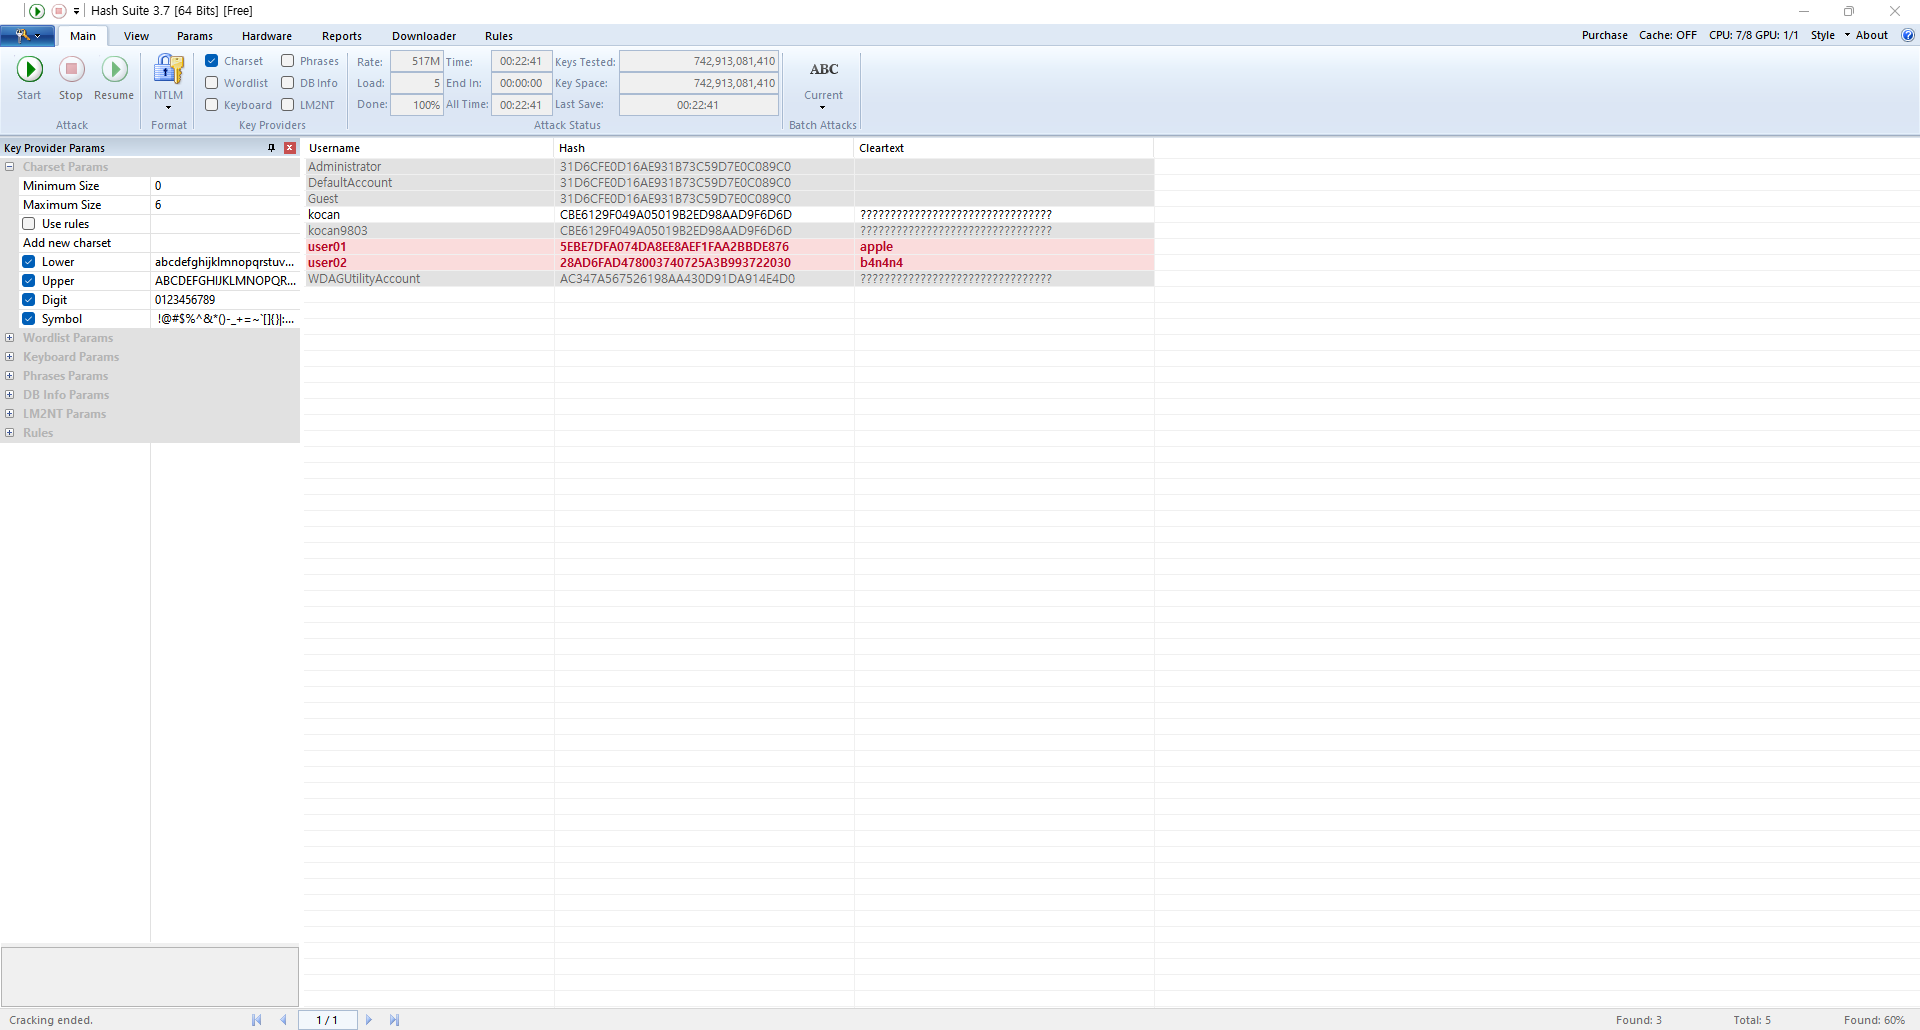 Hash Suite 3.7 [64 Bits] [Free]
Main View Params Hardware Reports Downloader Rules
Purchase Cache: OFF CPU: 7/8 GPU: 1/1 Style About
Start Stop Resume
Attack
NTLM
Format
Charset Phrases
Wordlist DB Info
Keyboard LM2NT
Key Providers
Rate: 517M Time: 00:22:41 Keys Tested: 742,913,081,410
Load: 5 End In: 00:00:00 Key Space: 742,913,081,410
Done: 100% All Time: 00:22:41 Last Save: 00:22:41
Attack Status
ABC
Current
Batch Attacks
Key Provider Params
Charset Params
Minimum Size 0
Maximum Size 6
Use rules
Add new charset
Lower abcdefghijklmnopqrstuv...
Upper ABCDEFGHIJKLMNOPQR...
Digit 0123456789
Symbol !@#$%^&*()-_+=~`[]{}|:...
Wordlist Params
Keyboard Params
Phrases Params
DB Info Params
LM2NT Params
Rules
Username Hash Cleartext
Administrator 31D6CFE0D16AE931B73C59D7E0C089C0
DefaultAccount 31D6CFE0D16AE931B73C59D7E0C089C0
Guest 31D6CFE0D16AE931B73C59D7E0C089C0
kocan CBE6129F049A05019B2ED98AAD9F6D6D ????????????????????????????????
kocan9803 CBE6129F049A05019B2ED98AAD9F6D6D ????????????????????????????????
user01 5EBE7DFA074DA8EE8AEF1FAA2BBDE876 apple
user02 28AD6FAD478003740725A3B993722030 b4n4n4
WDAGUtilityAccount AC347A567526198AA430D91DA914E4D0 ????????????????????????????????
Cracking ended.
1 / 1
Found: 3 Total: 5 Found: 60%